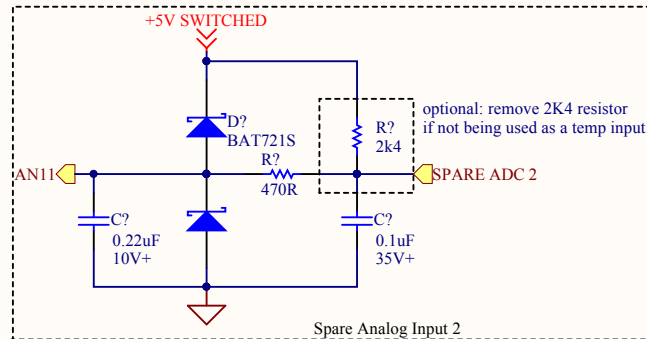 +5V SWITCHED
optional: remove 2K4 resistor
if not being used as a temp input
D?
BAT721S
R?
2k4
R?
470R
AN11
SPARE ADC 2
C?
0.22uF
10V+
C?
0.1uF
35V+
Spare Analog Input 2